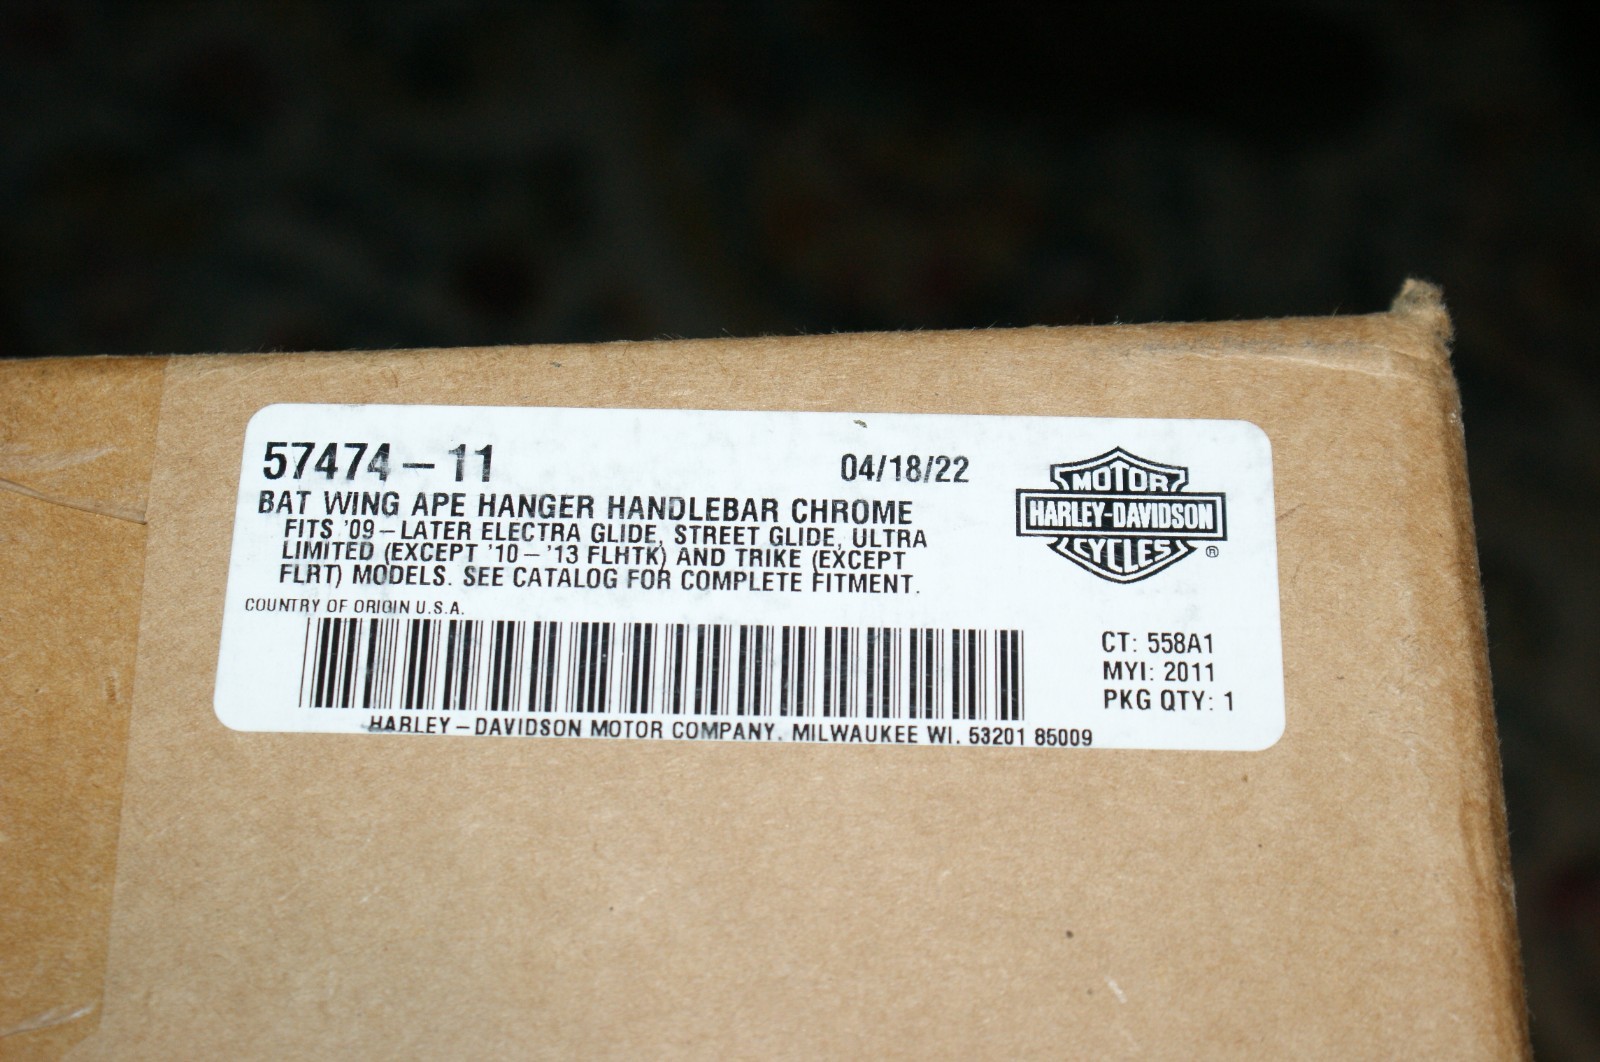 57474-11
04/18/22
BAT WING APE HANGER HANDLEBAR CHROME
FITS '09-LATER ELECTRA GLIDE, STREET GLIDE, ULTRA
LIMITED (EXCEPT '10-'13 FLHTK) AND TRIKE (EXCEPT
FLRT) MODELS. SEE CATALOG FOR COMPLETE FITMENT.
COUNTRY OF ORIGIN U.S.A.
MOTOR
HARLEY-DAVIDSON
CYCLES
®
CT: 558A1
MYI: 2011
PKG QTY: 1
HARLEY-DAVIDSON MOTOR COMPANY. MILWAUKEE WI. 53201 85009